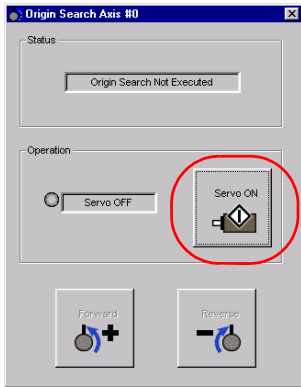 Origin Search Axis #0
Status
Origin Search Not Executed
Operation
Servo OFF
Servo ON
Forward
Reverse